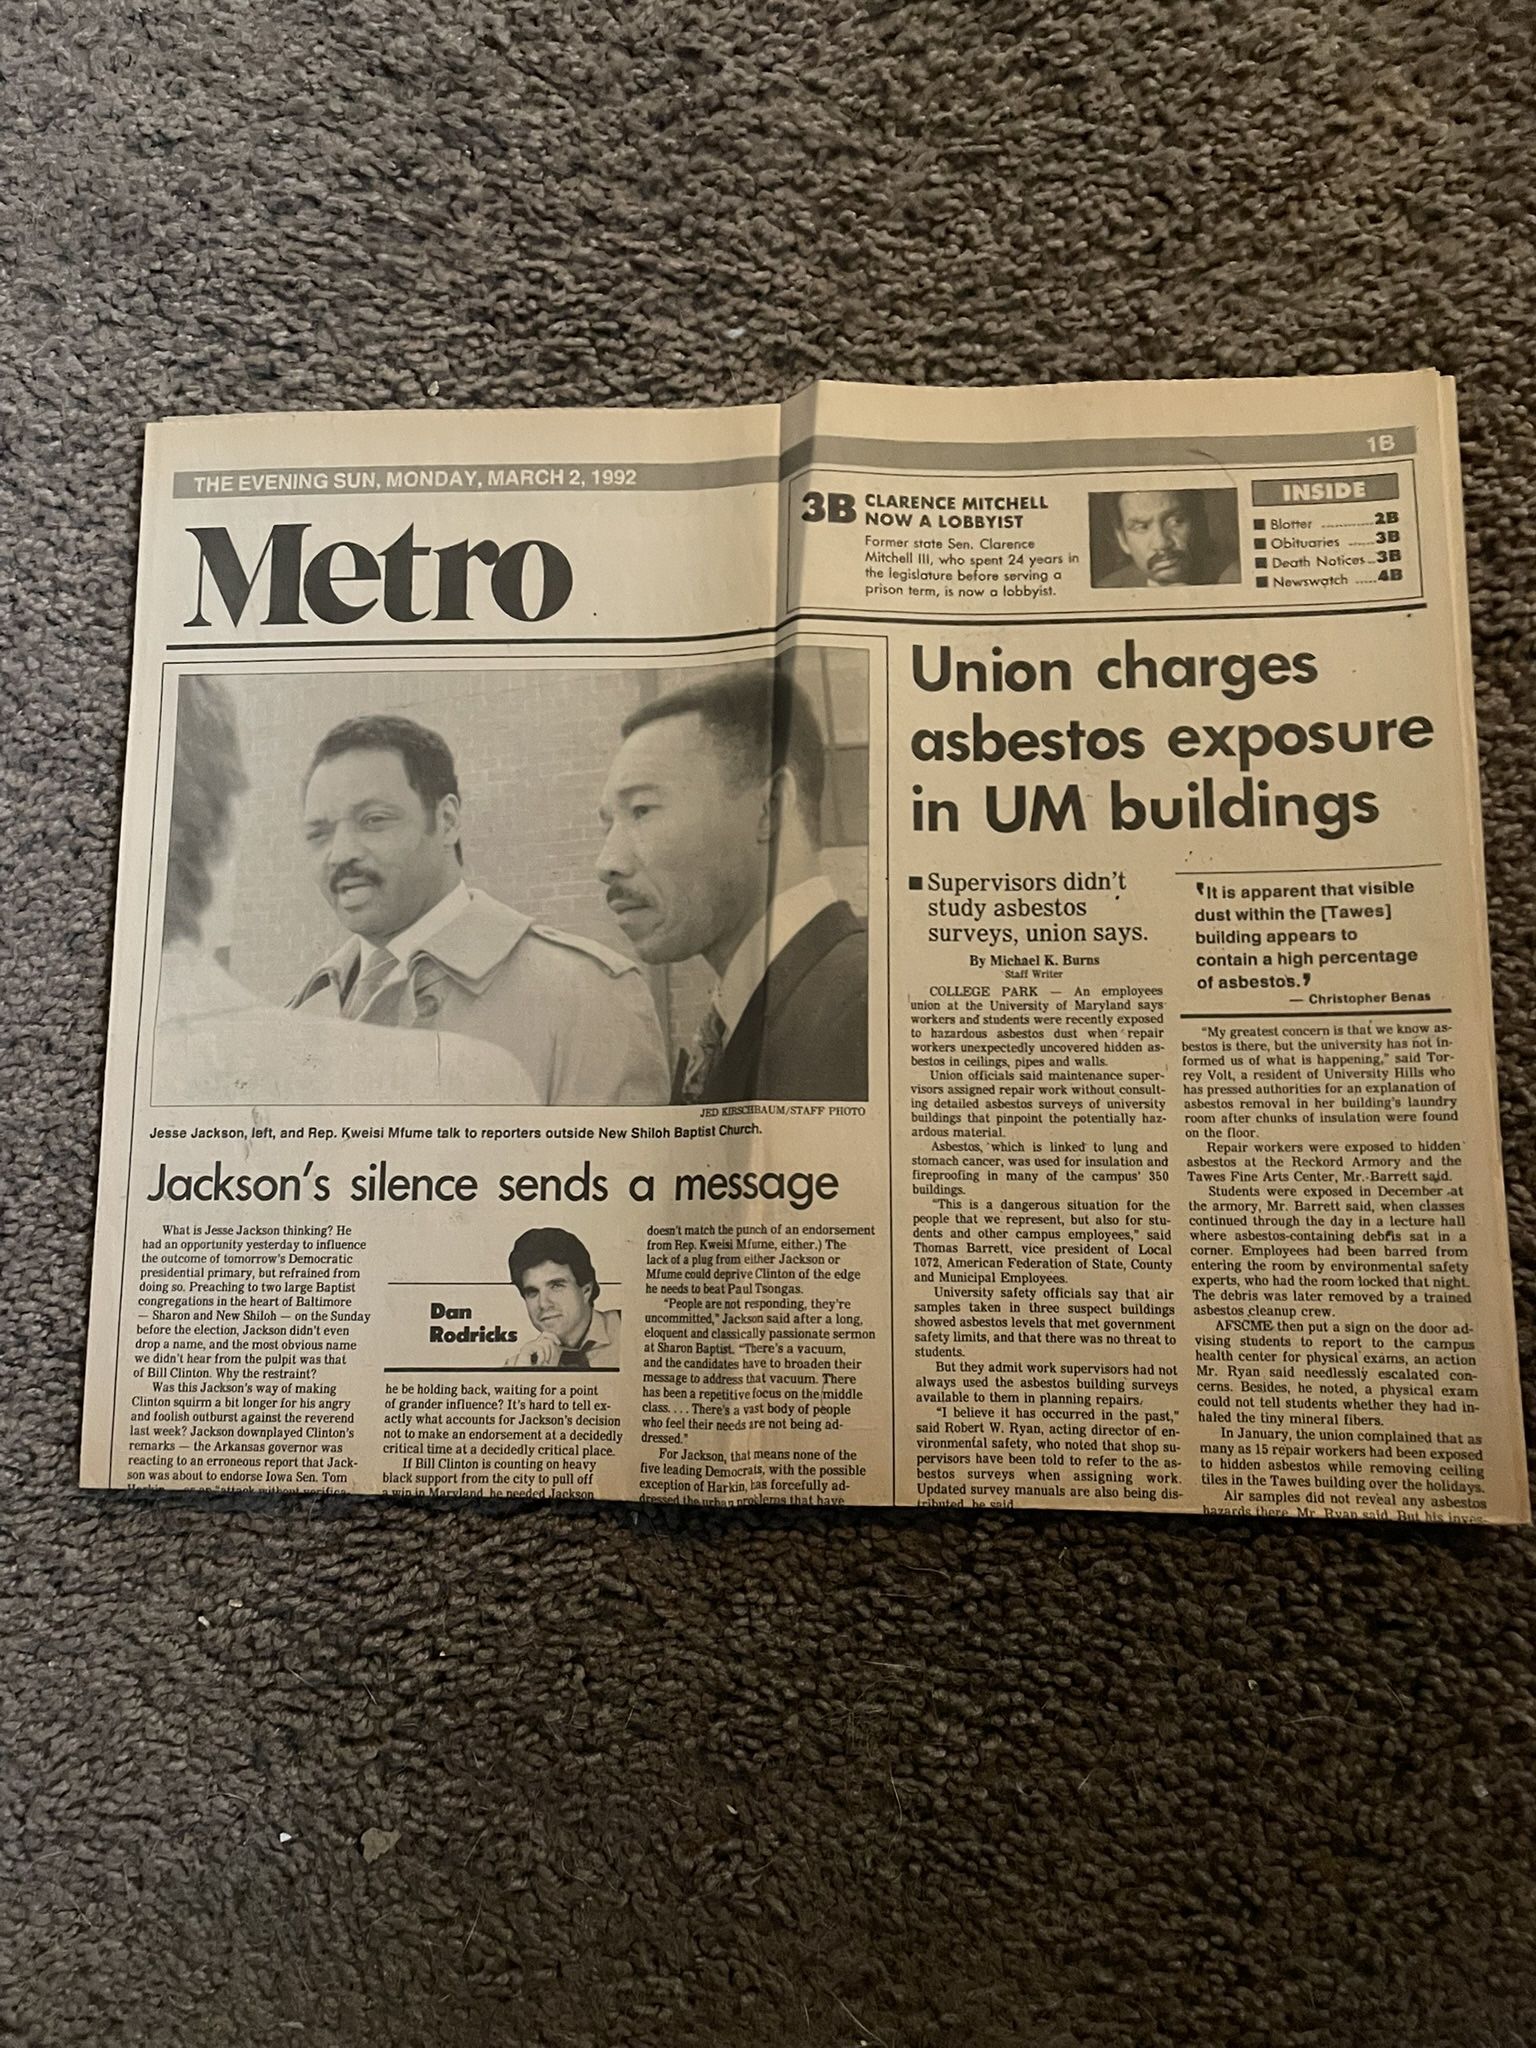 THE EVENING SUN, MONDAY, MARCH 2, 1992
1B
Metro
3B
CLARENCE MITCHELL
NOW A LOBBYIST
Former state Sen. Clarence
Mitchell III, who spent 24 years in
the legislature before serving a
prison term, is now a lobbyist.
INSIDE
■ Blotter ............2B
■ Obituaries ......3B
■ Death Notices..3B
■ Newswatch .....4B
JED KIRSCHBAUM/STAFF PHOTO
Jesse Jackson, left, and Rep. Kweisi Mfume talk to reporters outside New Shiloh Baptist Church.
Jackson's silence sends a message
What is Jesse Jackson thinking? He
had an opportunity yesterday to influence
the outcome of tomorrow's Democratic
presidential primary, but refrained from
doing so. Preaching to two large Baptist
congregations in the heart of Baltimore
— Sharon and New Shiloh — on the Sunday
before the election, Jackson didn't even
drop a name, and the most obvious name
we didn't hear from the pulpit was that
of Bill Clinton. Why the restraint?
Was this Jackson's way of making
Clinton squirm a bit longer for his angry
and foolish outburst against the reverend
last week? Jackson downplayed Clinton's
remarks — the Arkansas governor was
reacting to an erroneous report that Jack-
son was about to endorse Iowa Sen. Tom
Harkin — as an "attack without verifica-
Dan
Rodricks
he be holding back, waiting for a point
of grander influence? It's hard to tell ex-
actly what accounts for Jackson's decision
not to make an endorsement at a decidedly
critical time at a decidedly critical place.
If Bill Clinton is counting on heavy
black support from the city to pull off
a win in Maryland, he needed Jackson
doesn't match the punch of an endorsement
from Rep. Kweisi Mfume, either.) The
lack of a plug from either Jackson or
Mfume could deprive Clinton of the edge
he needs to beat Paul Tsongas.
"People are not responding, they're
uncommitted," Jackson said after a long,
eloquent and classically passionate sermon
at Sharon Baptist. "There's a vacuum,
and the candidates have to broaden their
message to address that vacuum. There
has been a repetitive focus on the middle
class. . . . There's a vast body of people
who feel their needs are not being ad-
dressed."
For Jackson, that means none of the
five leading Democrats, with the possible
exception of Harkin, has forcefully ad-
dressed the urban problems that have
Union charges
asbestos exposure
in UM buildings
■ Supervisors didn't
study asbestos
surveys, union says.
By Michael K. Burns
Staff Writer
COLLEGE PARK — An employees
union at the University of Maryland says
workers and students were recently exposed
to hazardous asbestos dust when repair
workers unexpectedly uncovered hidden as-
bestos in ceilings, pipes and walls.
Union officials said maintenance super-
visors assigned repair work without consult-
ing detailed asbestos surveys of university
buildings that pinpoint the potentially haz-
ardous material.
Asbestos, which is linked to lung and
stomach cancer, was used for insulation and
fireproofing in many of the campus' 350
buildings.
"This is a dangerous situation for the
people that we represent, but also for stu-
dents and other campus employees," said
Thomas Barrett, vice president of Local
1072, American Federation of State, County
and Municipal Employees.
University safety officials say that air
samples taken in three suspect buildings
showed asbestos levels that met government
safety limits, and that there was no threat to
students.
But they admit work supervisors had not
always used the asbestos building surveys
available to them in planning repairs.
"I believe it has occurred in the past,"
said Robert W. Ryan, acting director of en-
vironmental safety, who noted that shop su-
pervisors have been told to refer to the as-
bestos surveys when assigning work.
Updated survey manuals are also being dis-
tributed, he said.
'It is apparent that visible
dust within the [Tawes]
building appears to
contain a high percentage
of asbestos.'
— Christopher Benas
"My greatest concern is that we know as-
bestos is there, but the university has not in-
formed us of what is happening," said Tor-
rey Volt, a resident of University Hills who
has pressed authorities for an explanation of
asbestos removal in her building's laundry
room after chunks of insulation were found
on the floor.
Repair workers were exposed to hidden
asbestos at the Reckord Armory and the
Tawes Fine Arts Center, Mr. Barrett said.
Students were exposed in December at
the armory, Mr. Barrett said, when classes
continued through the day in a lecture hall
where asbestos-containing debris sat in a
corner. Employees had been barred from
entering the room by environmental safety
experts, who had the room locked that night.
The debris was later removed by a trained
asbestos cleanup crew.
AFSCME then put a sign on the door ad-
vising students to report to the campus
health center for physical exams, an action
Mr. Ryan said needlessly escalated con-
cerns. Besides, he noted, a physical exam
could not tell students whether they had in-
haled the tiny mineral fibers.
In January, the union complained that as
many as 15 repair workers had been exposed
to hidden asbestos while removing ceiling
tiles in the Tawes building over the holidays.
Air samples did not reveal any asbestos
hazards there, Mr. Ryan said. But his inves-